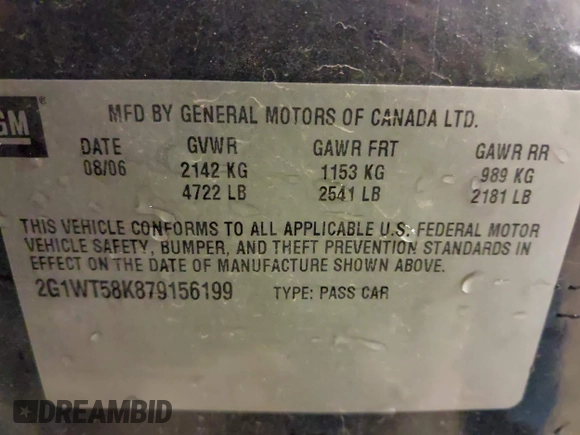 GM®
MFD BY GENERAL MOTORS OF CANADA LTD.
DATE GVWR GAWR FRT GAWR RR
08/06 2142 KG 1153 KG 989 KG
4722 LB 2541 LB 2181 LB
THIS VEHICLE CONFORMS TO ALL APPLICABLE U.S. FEDERAL MOTOR
VEHICLE SAFETY, BUMPER, AND THEFT PREVENTION STANDARDS IN
EFFECT ON THE DATE OF MANUFACTURE SHOWN ABOVE.
2G1WT58K879156199 TYPE: PASS CAR
DREAMBID